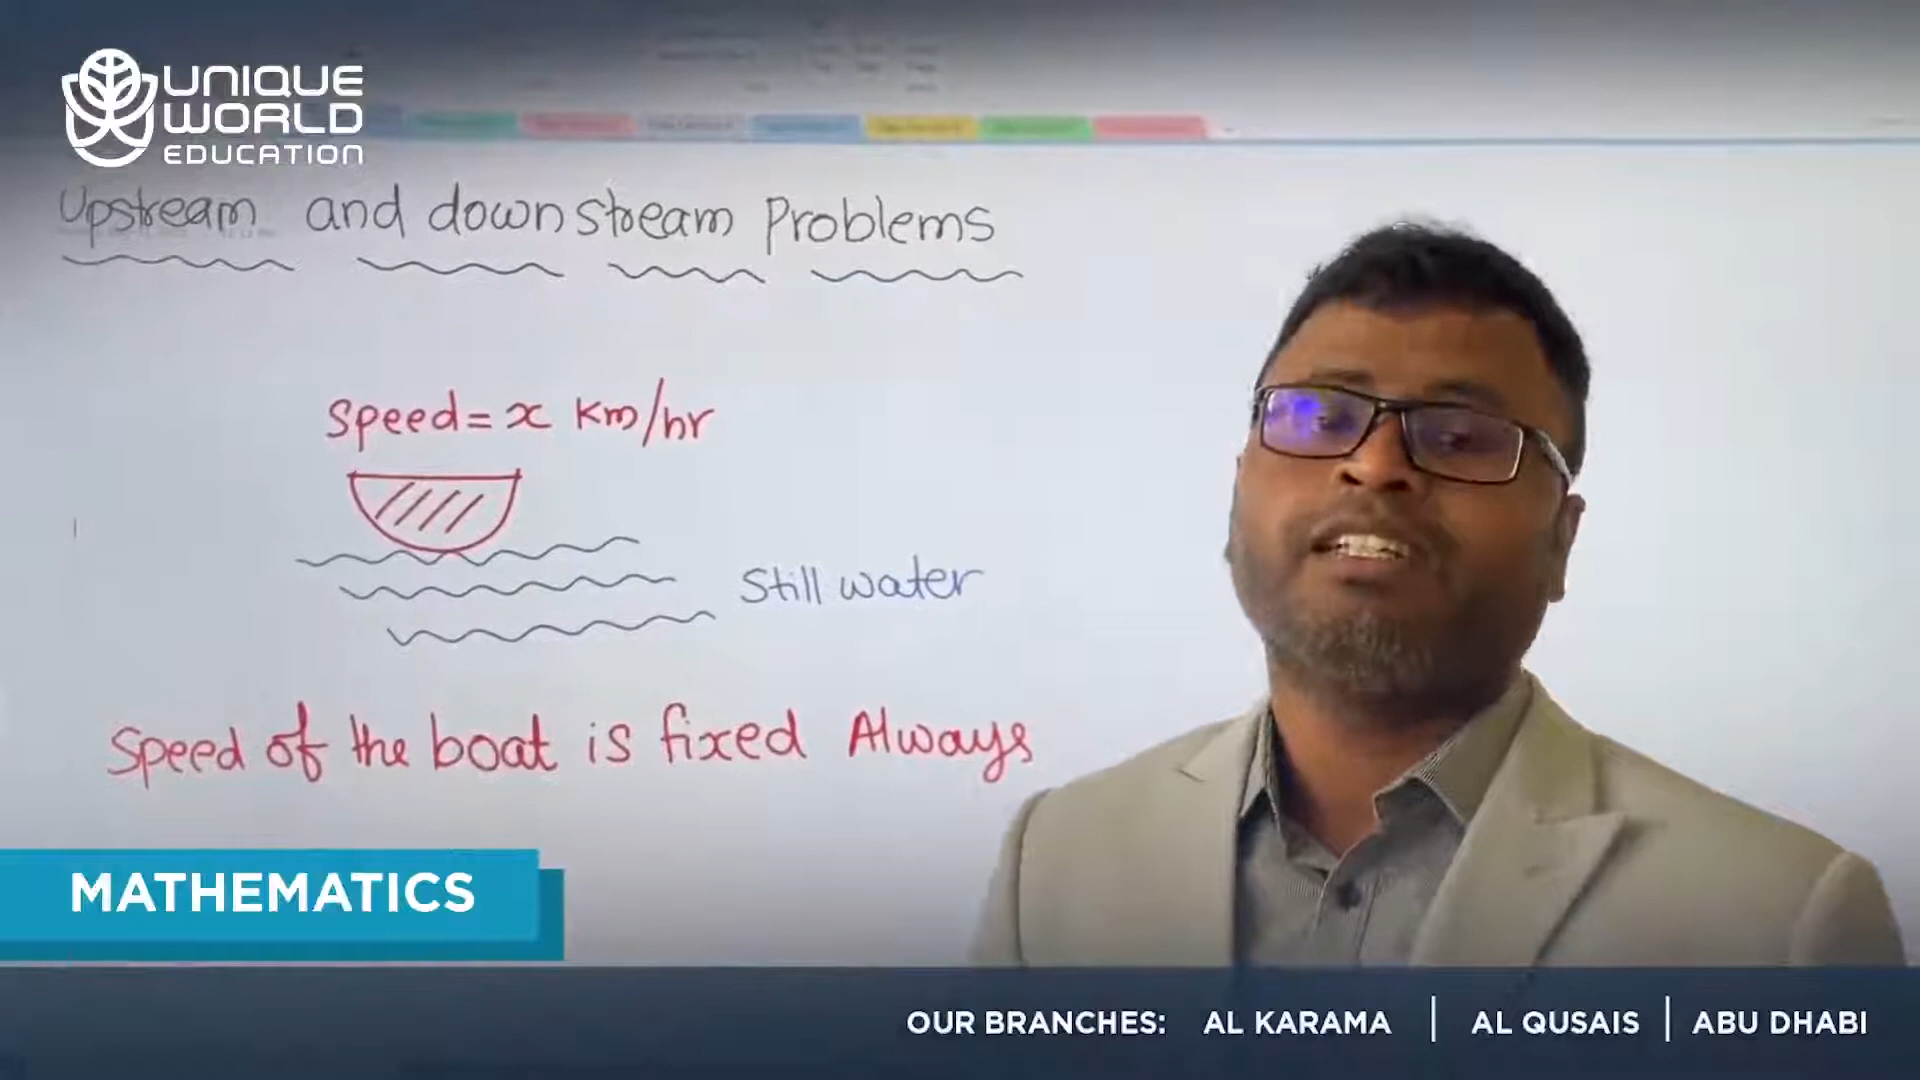 UNIQUE
WORLD
EDUCATION
Upstream and downstream Problems
Speed = x Km/hr
Still water
Speed of the boat is fixed Always
MATHEMATICS
OUR BRANCHES: AL KARAMA | AL QUSAIS | ABU DHABI